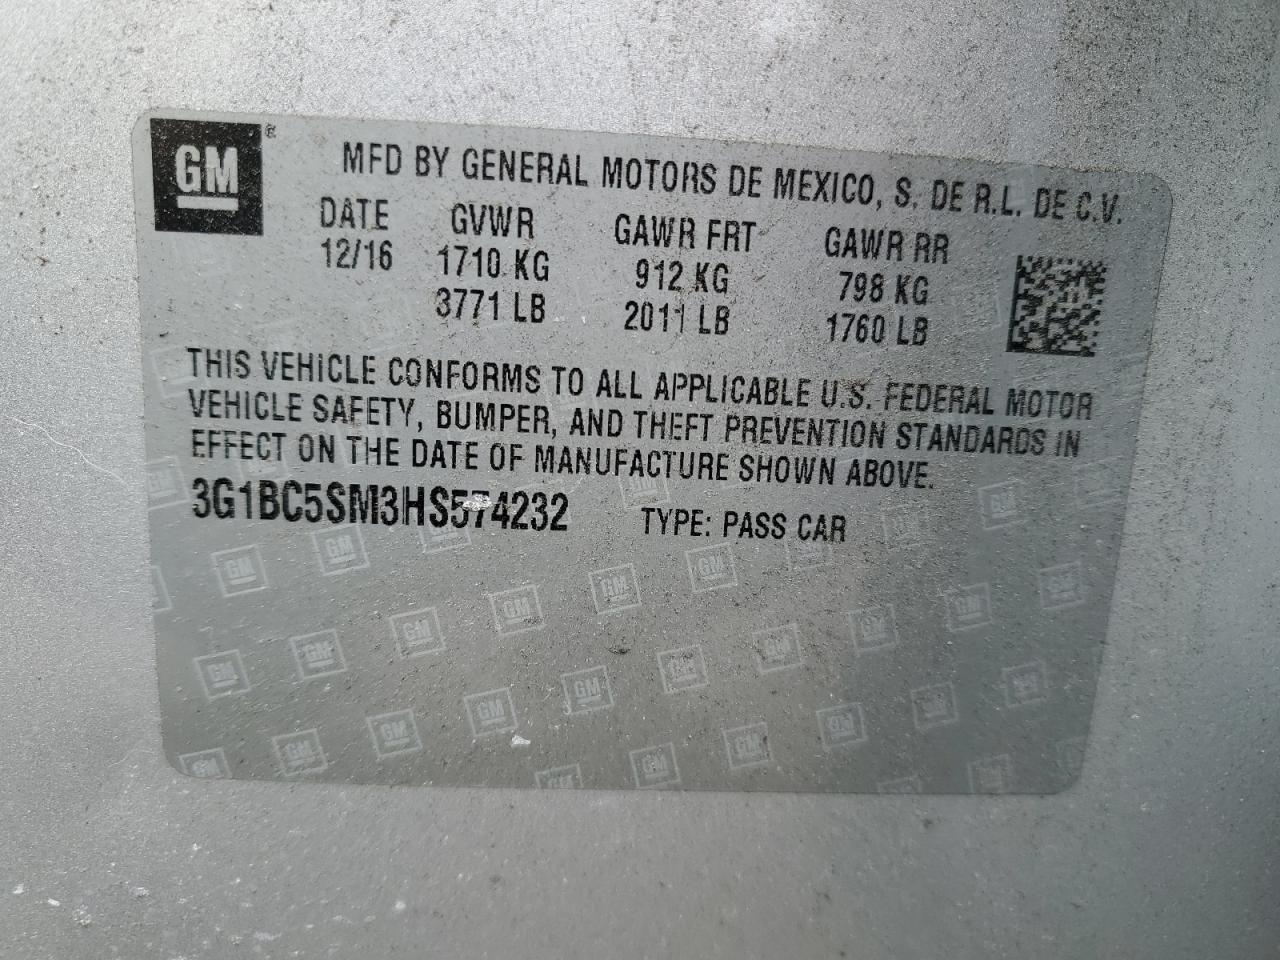 GM ®
MFD BY GENERAL MOTORS DE MEXICO, S. DE R.L. DE C.V.
DATE GVWR GAWR FRT GAWR RR
12/16 1710 KG 912 KG 798 KG
3771 LB 2011 LB 1760 LB
THIS VEHICLE CONFORMS TO ALL APPLICABLE U.S. FEDERAL MOTOR
VEHICLE SAFETY, BUMPER, AND THEFT PREVENTION STANDARDS IN
EFFECT ON THE DATE OF MANUFACTURE SHOWN ABOVE.
3G1BC5SM3HS574232 TYPE: PASS CAR